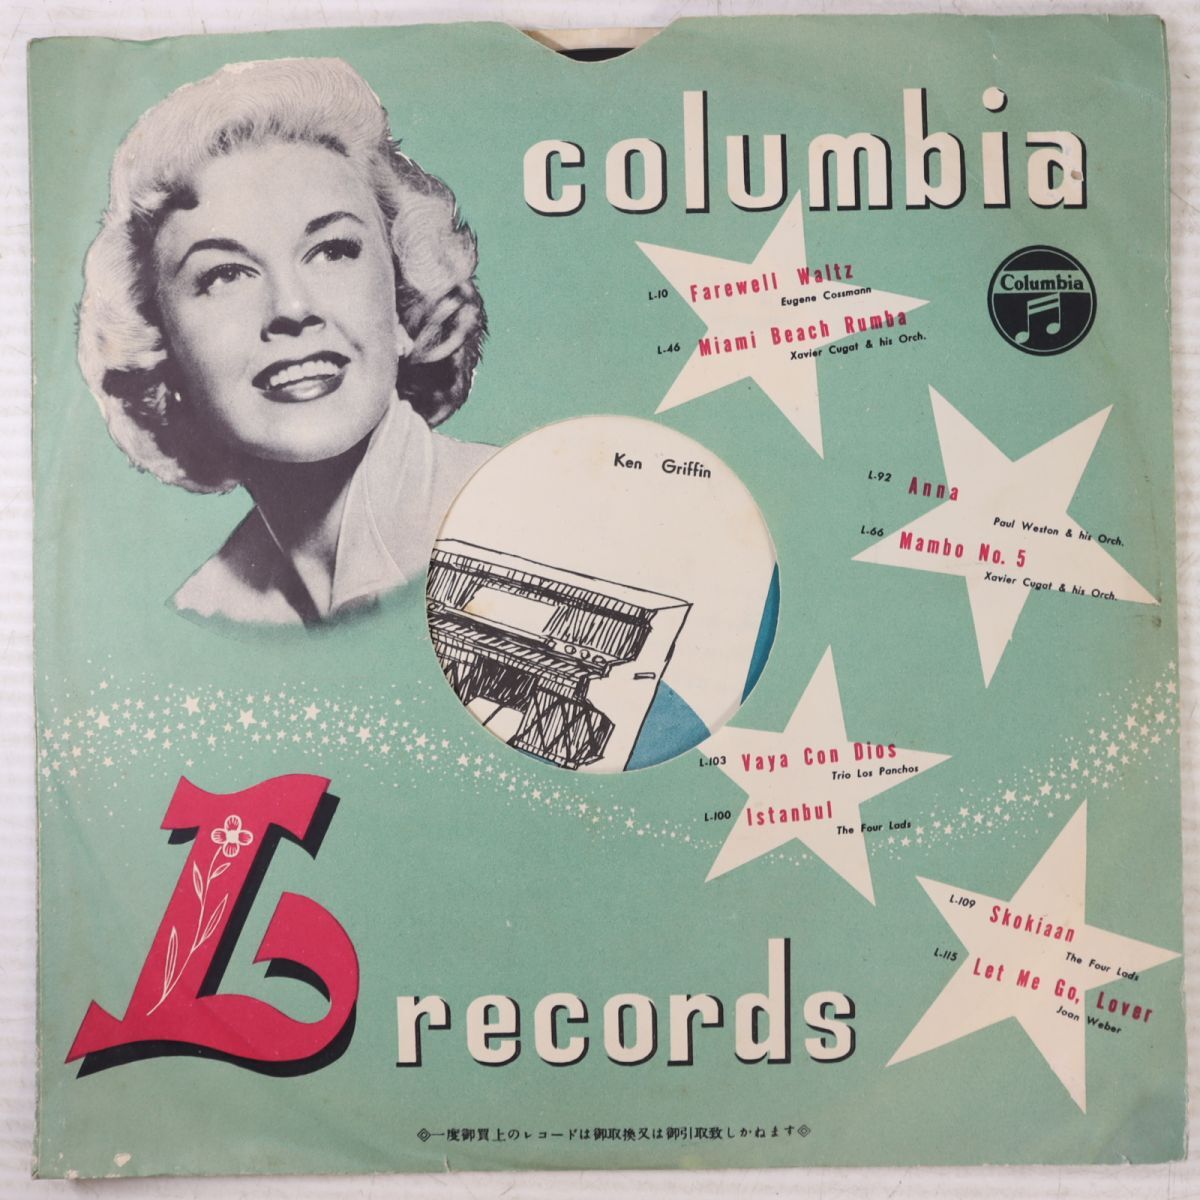 columbia
Columbia
L-10 Farewell Waltz
Eugene Cossmann
L-46 Miami Beach Rumba
Xavier Cugat & his Orch.
Ken Griffin
L-92 Anna
Paul Weston & his Orch.
L-66 Mambo No. 5
Xavier Cugat & his Orch.
L-103 Vaya Con Dios
Trio Los Panchos
L-100 Istanbul
The Four Lads
L-109 Skokiaan
The Four Lads
L-115 Let Me Go, Lover
Joan Weber
L records
◎一度御買上のレコードは御取換又は御引取致しかねます◎